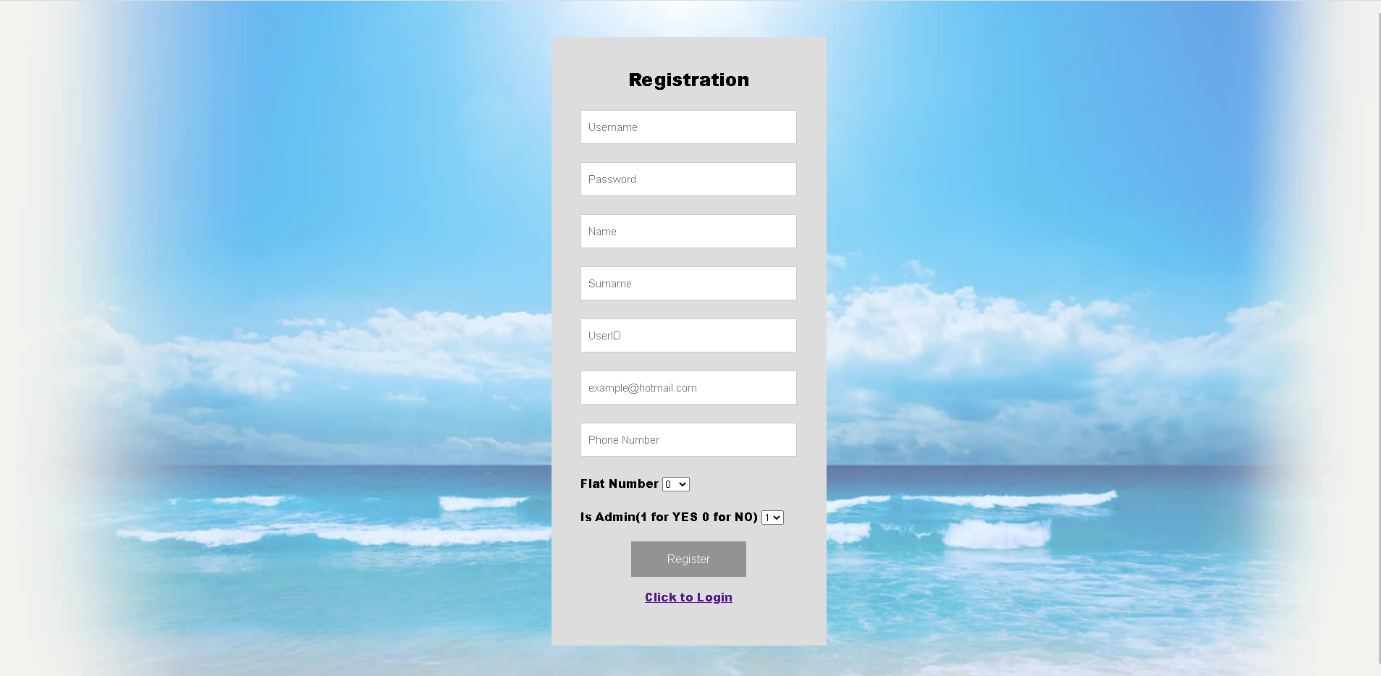 Registration
Username
Password
Name
Surname
UserID
example@hotmail.com
Phone Number
Flat Number 0
Is Admin(1 for YES 0 for NO) 1
Register
Click to Login